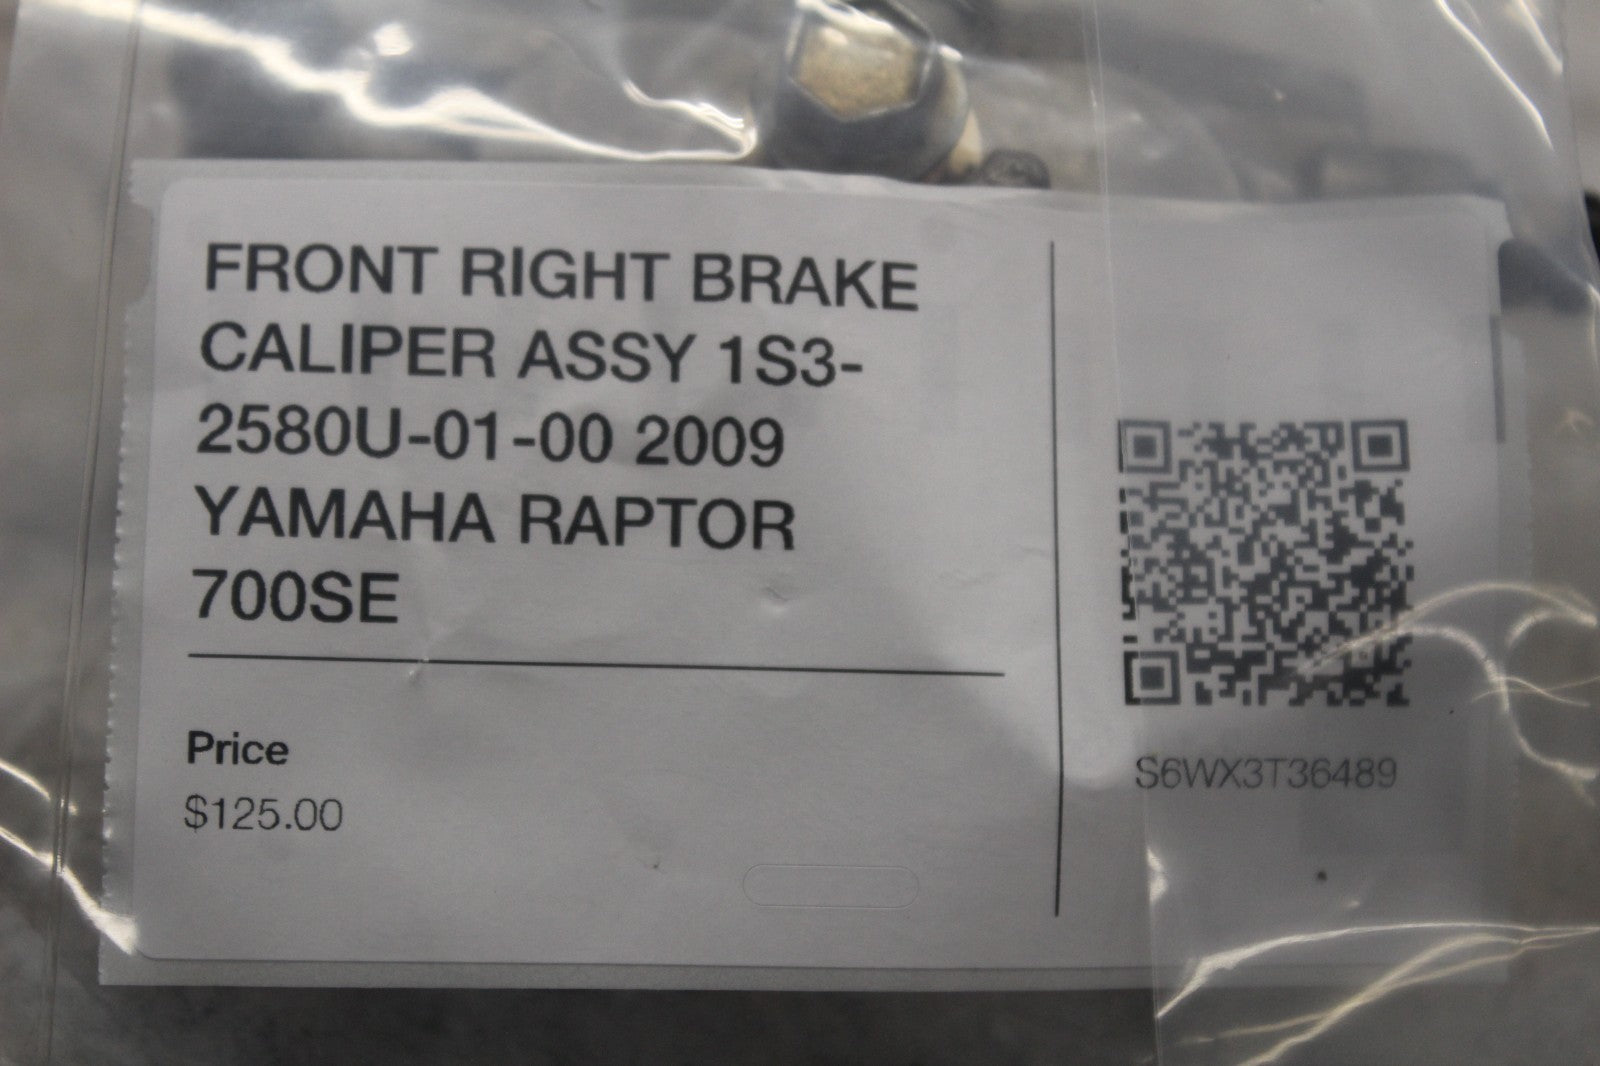 FRONT RIGHT BRAKE
CALIPER ASSY 1S3-
2580U-01-00 2009
YAMAHA RAPTOR
700SE
Price
$125.00
S6WX3T36489